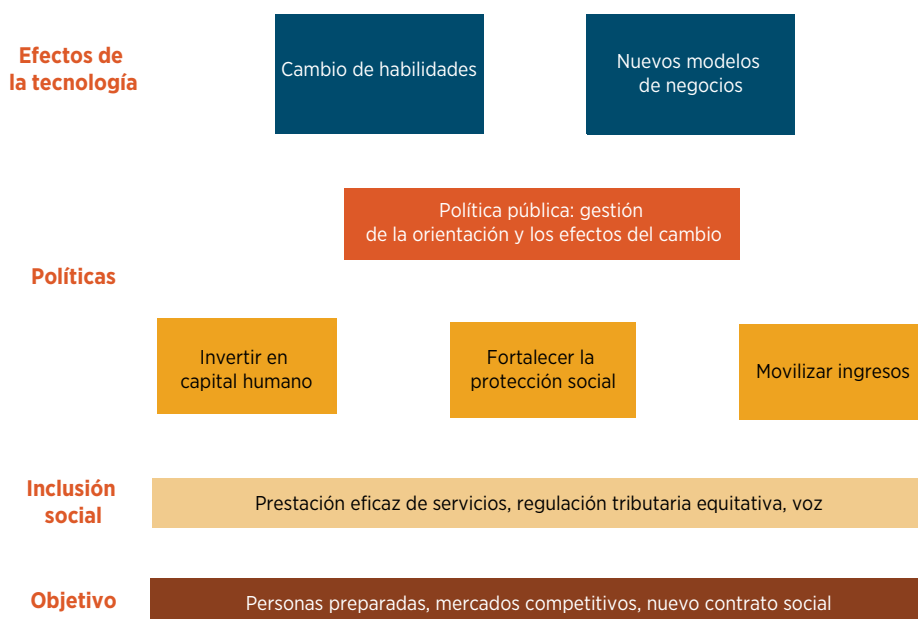 Efectos de
la tecnología
Cambio de habilidades
Nuevos modelos
de negocios
Política pública: gestión
de la orientación y los efectos del cambio
Políticas
Invertir en
capital humano
Fortalecer la
protección social
Movilizar ingresos
Inclusión
social
Prestación eficaz de servicios, regulación tributaria equitativa, voz
Objetivo
Personas preparadas, mercados competitivos, nuevo contrato social